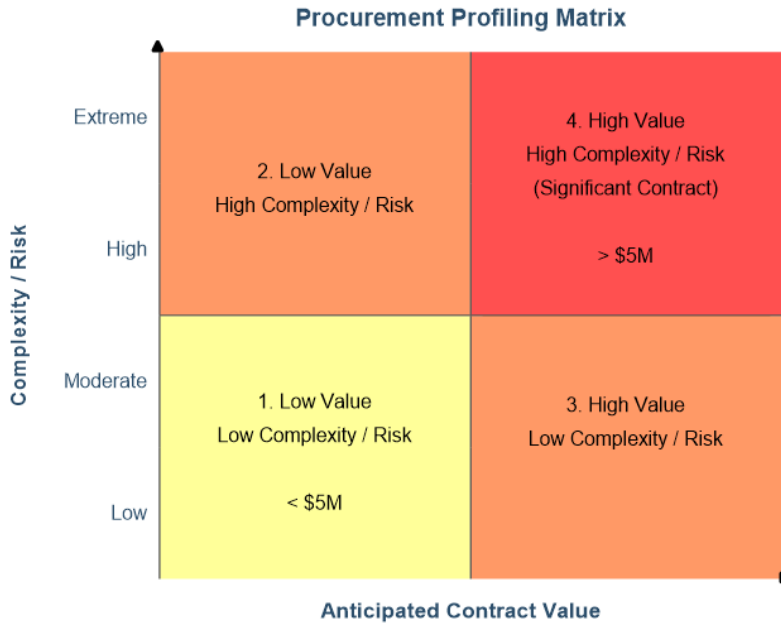 Procurement Profiling Matrix
Extreme
High
Moderate
Low
Complexity / Risk
2. Low Value
High Complexity / Risk
4. High Value
High Complexity / Risk
(Significant Contract)
> $5M
1. Low Value
Low Complexity / Risk
< $5M
3. High Value
Low Complexity / Risk
Anticipated Contract Value